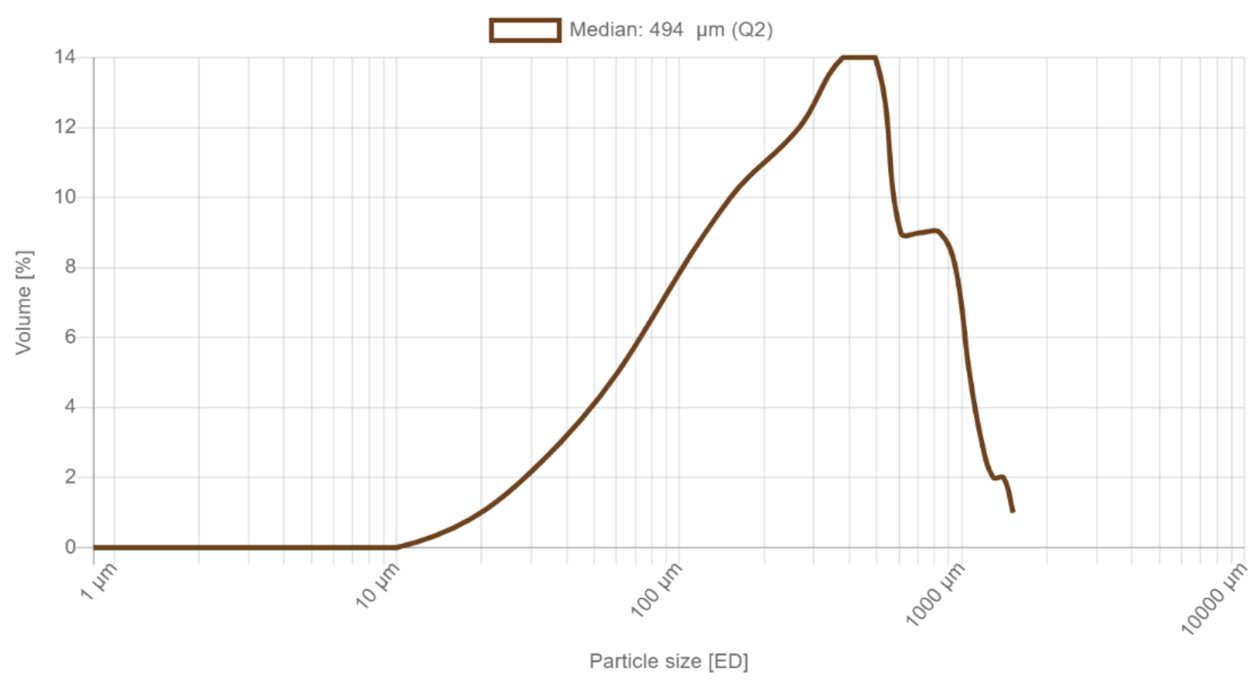 Median: 494  μm (Q2)
14
12
10
8
6
4
2
0
Volume [%]
1 μm
10 μm
100 μm
1000 μm
10000 μm
Particle size [ED]